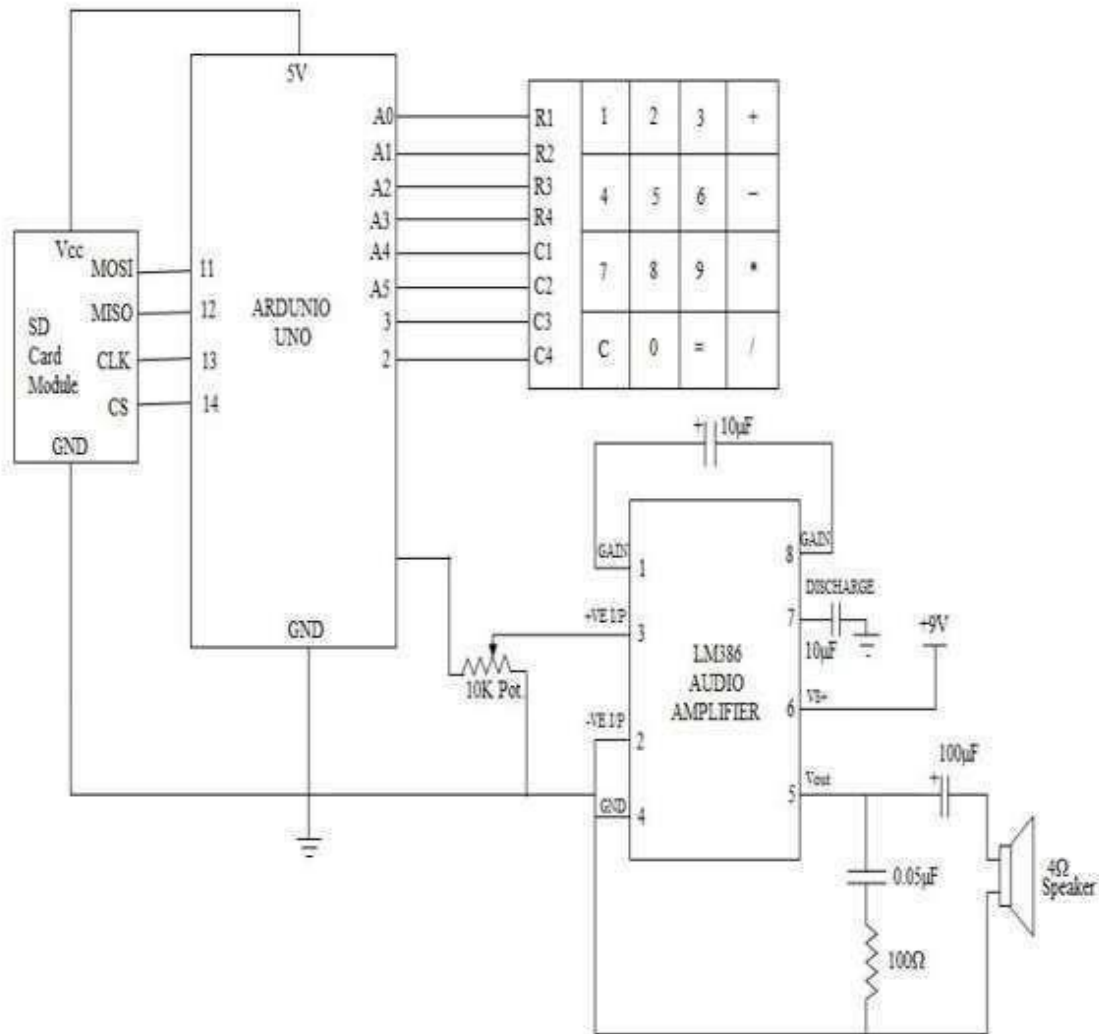 5V
A0
A1
A2
A3
A4
A5
3
2
R1
R2
R3
R4
C1
C2
C3
C4
1 2 3 +
4 5 6 −
7 8 9 *
C 0 = /
Vcc
MOSI
MISO
CLK
CS
SD
Card
Module
GND
11
12
13
14
ARDUNIO
UNO
GND
10K Pot.
+ 10µF
GAIN
1
+VE I/P
3
-VE I/P
2
GND
4
LM386
AUDIO
AMPLIFIER
GAIN
8
DISCHARGE
7
10µF
+9V
6
Vout
5
100µF
+
0.05µF
100Ω
4Ω
Speaker